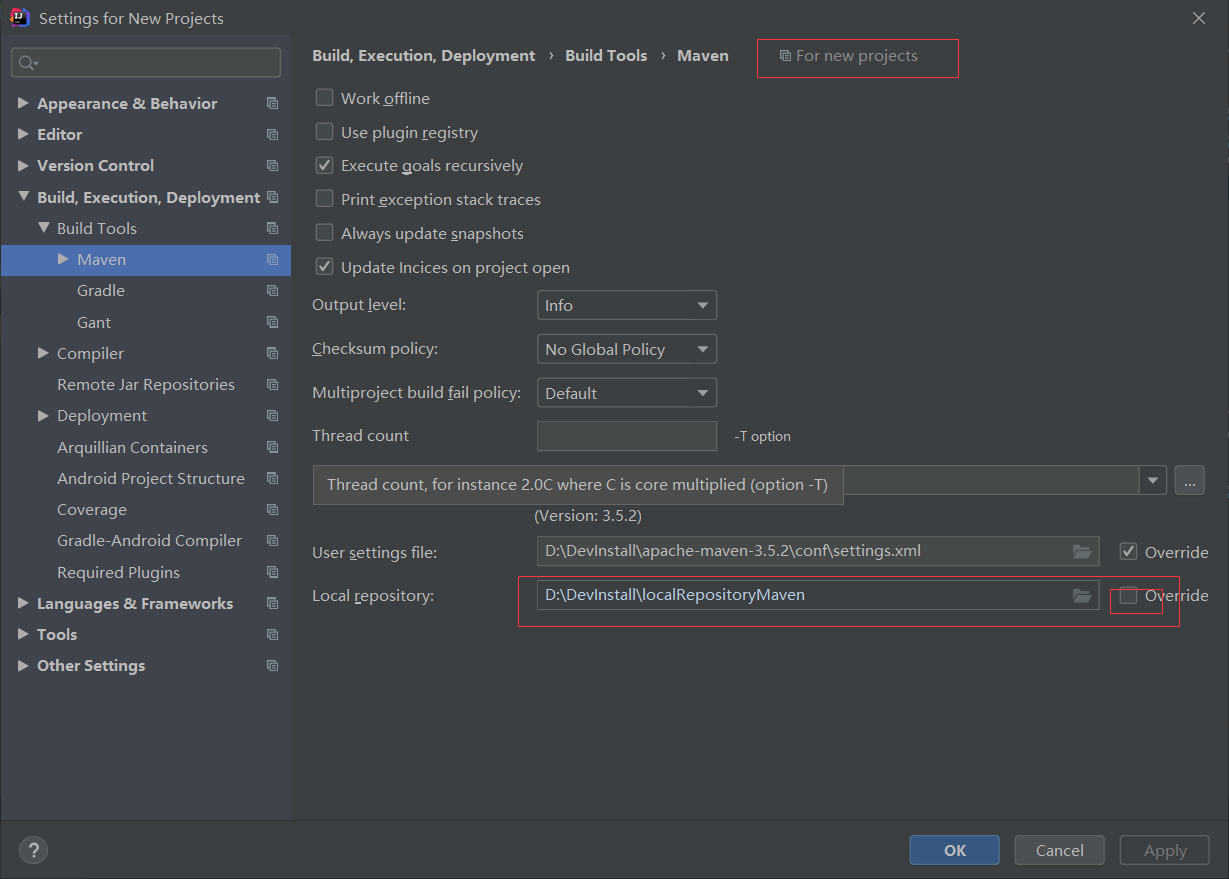 Settings for New Projects
Build, Execution, Deployment › Build Tools › Maven For new projects
Appearance & Behavior
Editor
Version Control
Build, Execution, Deployment
Build Tools
Maven
Gradle
Gant
Compiler
Remote Jar Repositories
Deployment
Arquillian Containers
Android Project Structure
Coverage
Gradle-Android Compiler
Required Plugins
Languages & Frameworks
Tools
Other Settings
Work offline
Use plugin registry
Execute goals recursively
Print exception stack traces
Always update snapshots
Update Incices on project open
Output level: Info
Checksum policy: No Global Policy
Multiproject build fail policy: Default
Thread count -T option
Thread count, for instance 2.0C where C is core multiplied (option -T) ...
(Version: 3.5.2)
User settings file: D:\DevInstall\apache-maven-3.5.2\conf\settings.xml Override
Local repository: D:\DevInstall\localRepositoryMaven Override
? OK Cancel Apply